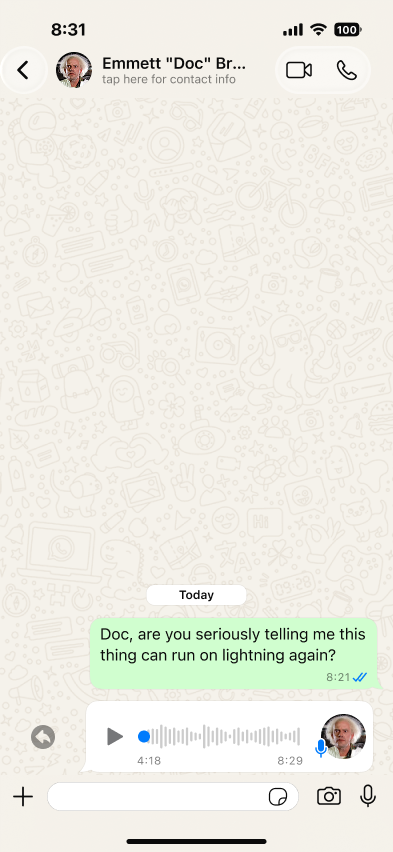 8:31
100
Emmett "Doc" Br...
tap here for contact info
Today
Doc, are you seriously telling me this
thing can run on lightning again?
8:21
4:18
8:29